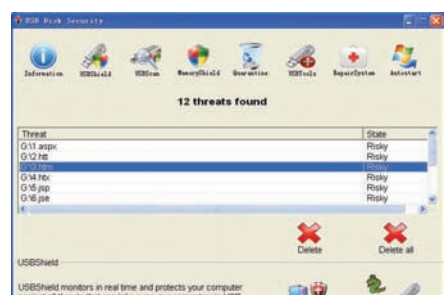 USB Disk Security
Information USBShield USBScan MemoryShield Quarantine USBTools RepairSystem Autostart
12 threats found
Threat State
G:\1.aspx Risky
G:\2.htt Risky
G:\3.htm Risky
G:\4.htx Risky
G:\5.jsp Risky
G:\6.jse Risky
Delete Delete all
USBShield
USBShield monitors in real time and protects your computer